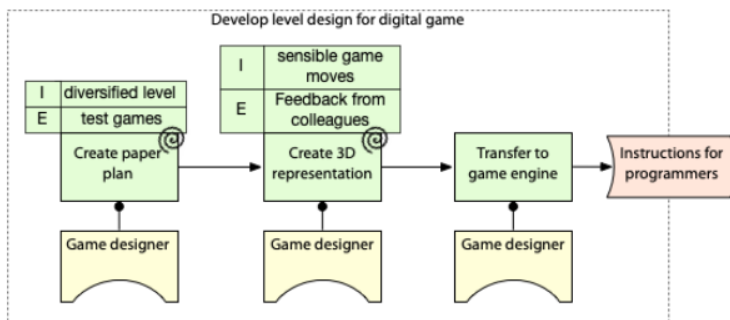 Develop level design for digital game
I diversified level
E test games
I sensible game
moves
E Feedback from
colleagues
Create paper
plan
Create 3D
representation
Transfer to
game engine
Instructions for
programmers
Game designer
Game designer
Game designer